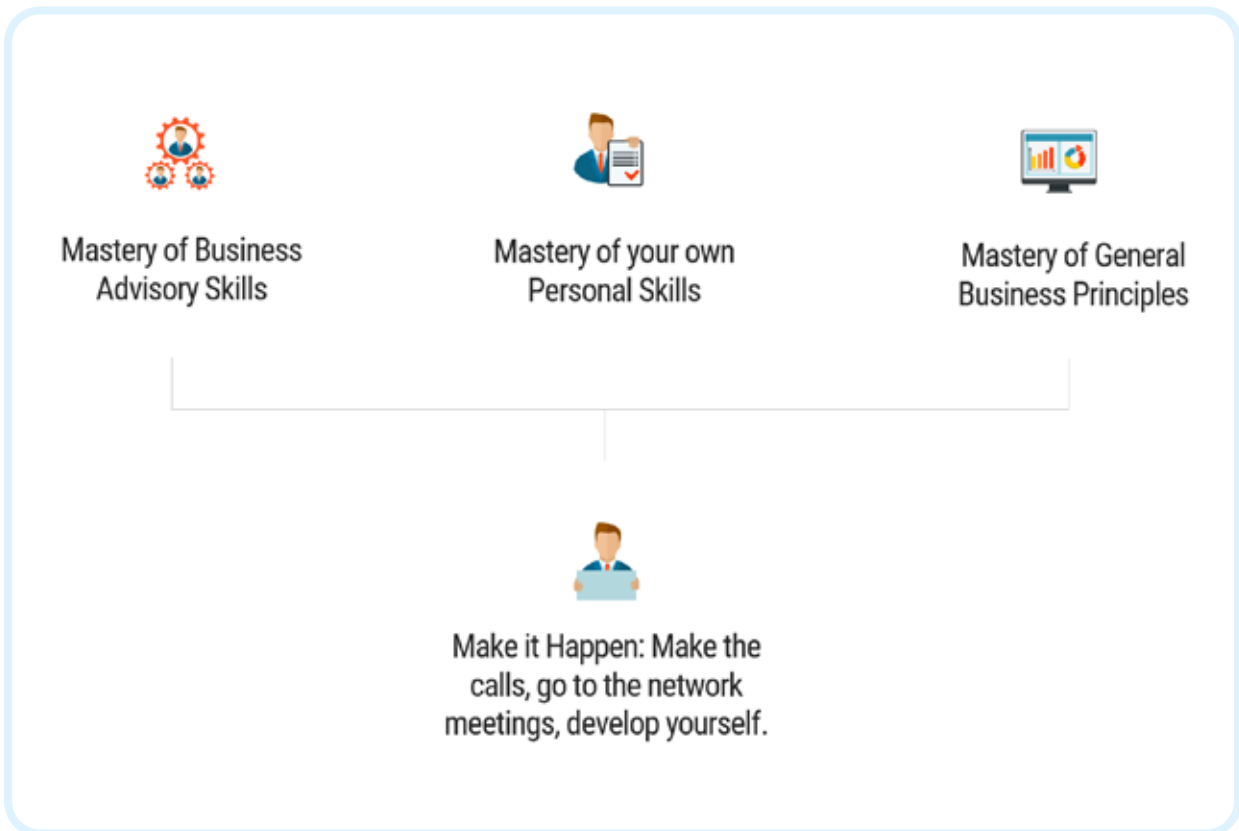 Mastery of Business
Advisory Skills
Mastery of your own
Personal Skills
Mastery of General
Business Principles
Make it Happen: Make the
calls, go to the network
meetings, develop yourself.